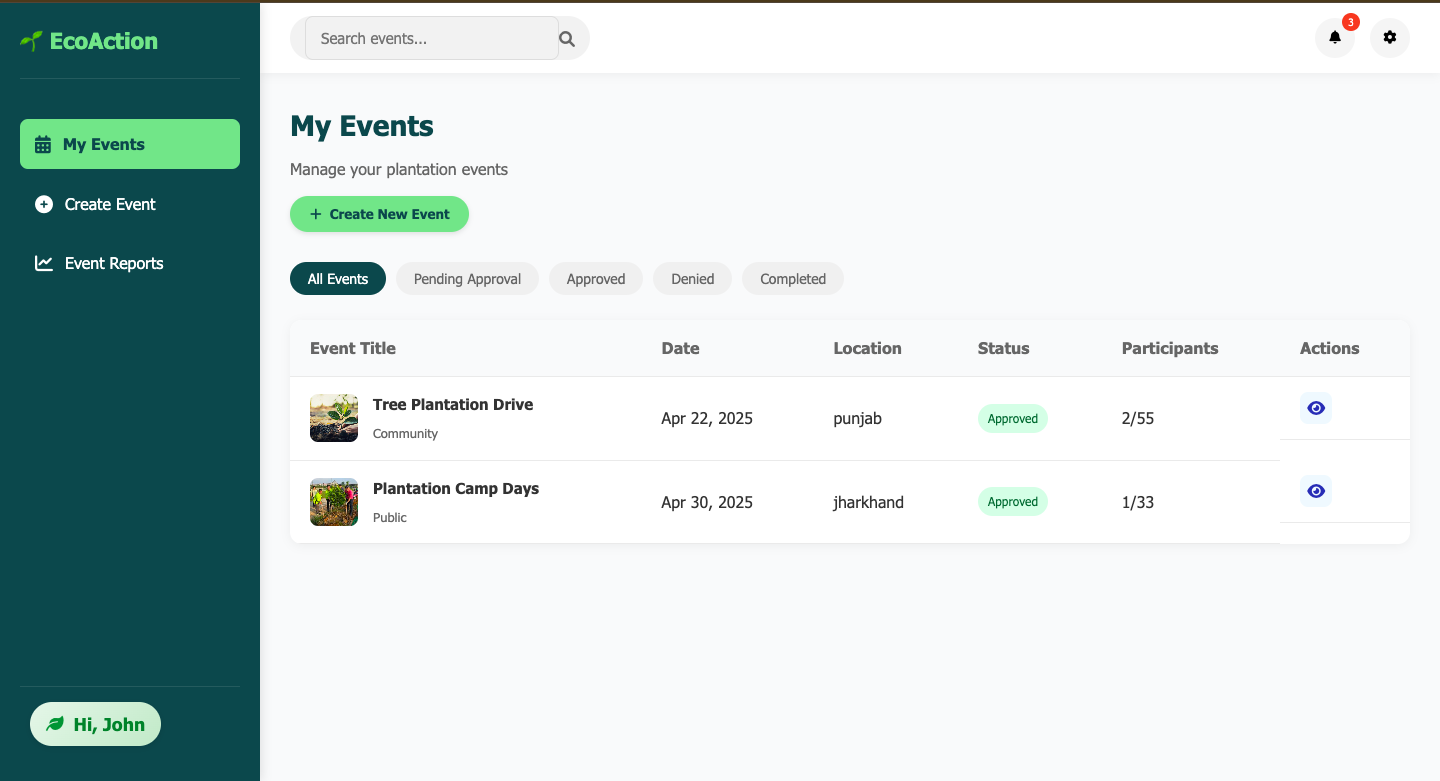 EcoAction
My Events
Create Event
Event Reports
Hi, John
Search events...
3
My Events
Manage your plantation events
+ Create New Event
All Events Pending Approval Approved Denied Completed
Event Title Date Location Status Participants Actions
Tree Plantation Drive
Community
Apr 22, 2025 punjab Approved 2/55
Plantation Camp Days
Public
Apr 30, 2025 jharkhand Approved 1/33